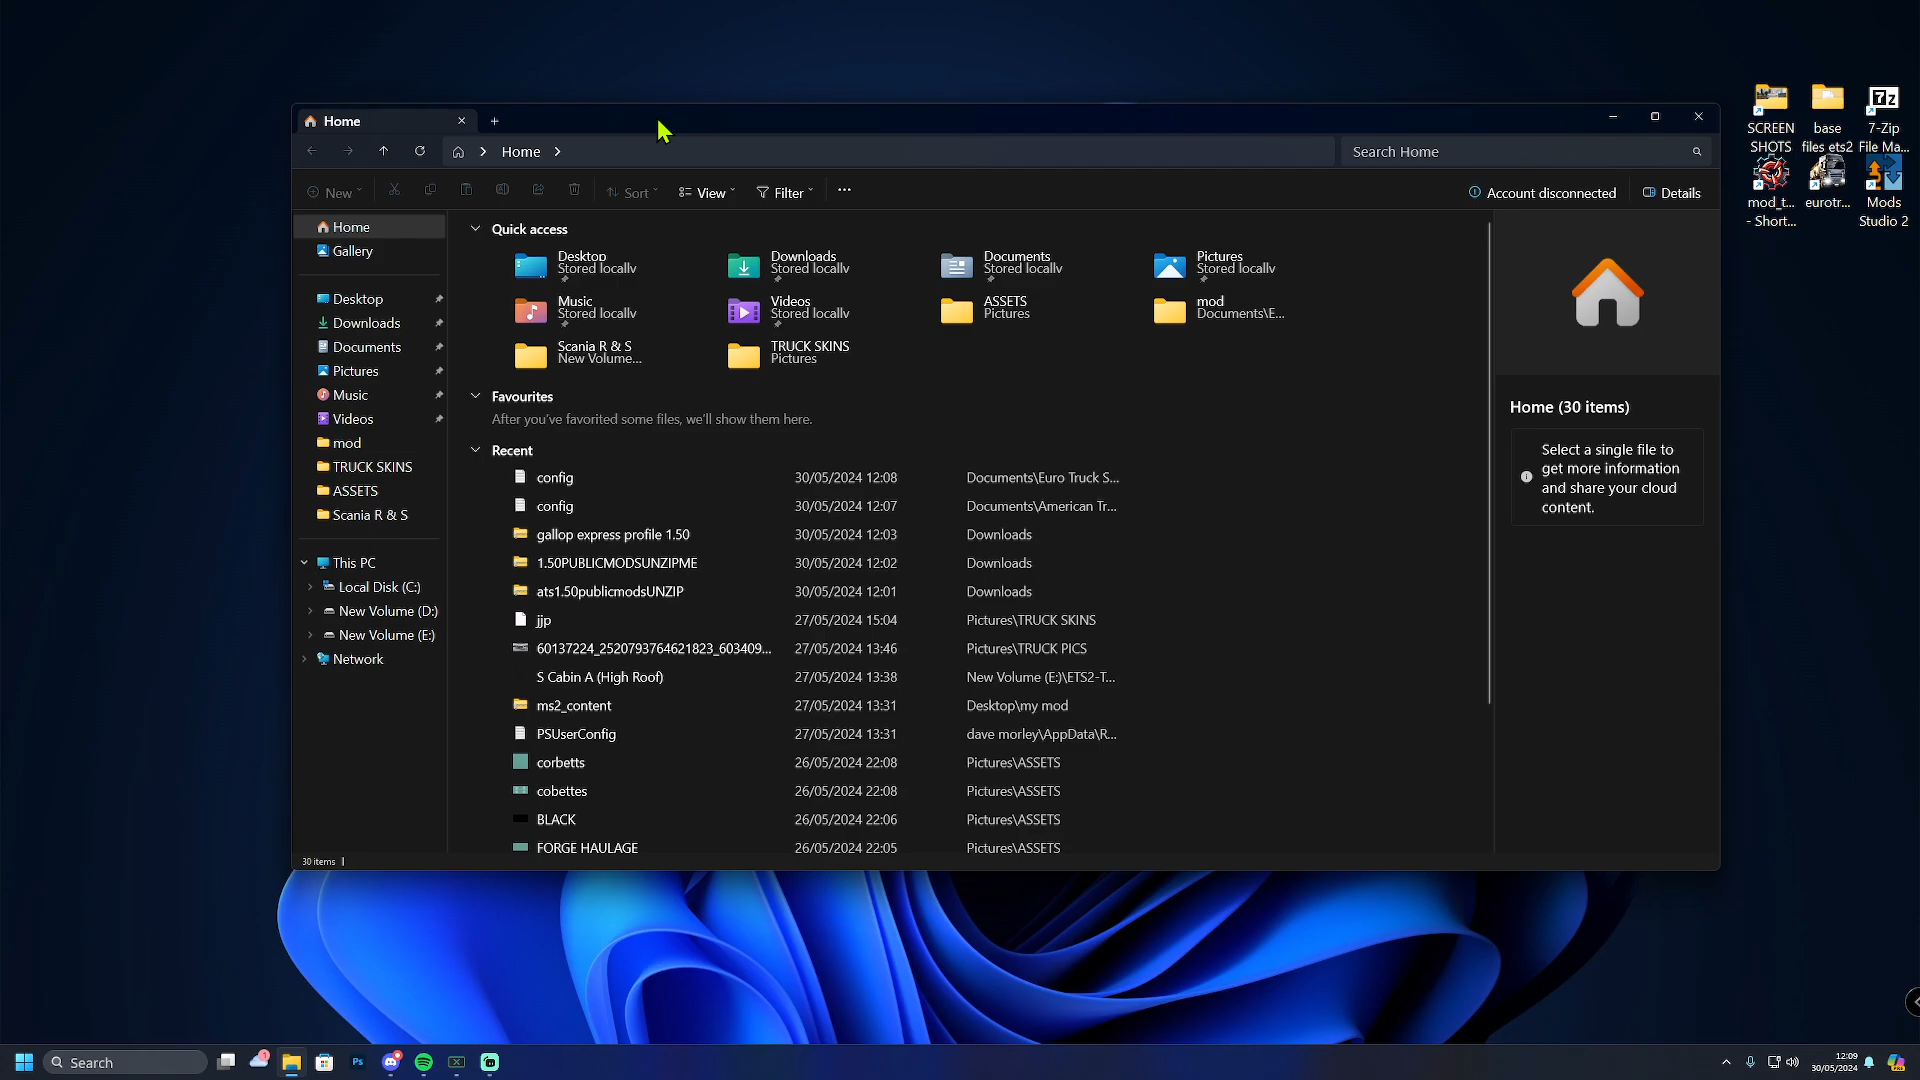 Home
Home
Search Home
New
Sort
View
Filter
Account disconnected
Details
Home
Gallery
Desktop
Downloads
Documents
Pictures
Music
Videos
mod
TRUCK SKINS
ASSETS
Scania R & S
This PC
Local Disk (C:)
New Volume (D:)
New Volume (E:)
Network
Quick access
Desktop
Stored locally
Downloads
Stored locally
Documents
Stored locally
Pictures
Stored locally
Music
Stored locally
Videos
Stored locally
ASSETS
Pictures
mod
Documents\E...
Scania R & S
New Volume...
TRUCK SKINS
Pictures
Favourites
After you've favorited some files, we'll show them here.
Recent
config 30/05/2024 12:08 Documents\Euro Truck S...
config 30/05/2024 12:07 Documents\American Tr...
gallop express profile 1.50 30/05/2024 12:03 Downloads
1.50PUBLICMODSUNZIPME 30/05/2024 12:02 Downloads
ats1.50publicmodsUNZIP 30/05/2024 12:01 Downloads
jjp 27/05/2024 15:04 Pictures\TRUCK SKINS
60137224_2520793764621823_603409... 27/05/2024 13:46 Pictures\TRUCK PICS
S Cabin A (High Roof) 27/05/2024 13:38 New Volume (E:)\ETS2-T...
ms2_content 27/05/2024 13:31 Desktop\my mod
PSUserConfig 27/05/2024 13:31 dave morley\AppData\R...
corbetts 26/05/2024 22:08 Pictures\ASSETS
cobettes 26/05/2024 22:08 Pictures\ASSETS
BLACK 26/05/2024 22:06 Pictures\ASSETS
FORGE HAULAGE 26/05/2024 22:05 Pictures\ASSETS
Home (30 items)
Select a single file to
get more information
and share your cloud
content.
30 items
SCREEN
SHOTS
base
files ets2
7z
7-Zip
File Ma...
mod_t...
- Short...
eurotr...
Mods
Studio 2
Search
1
Ps
12:09
30/05/2024
PRE